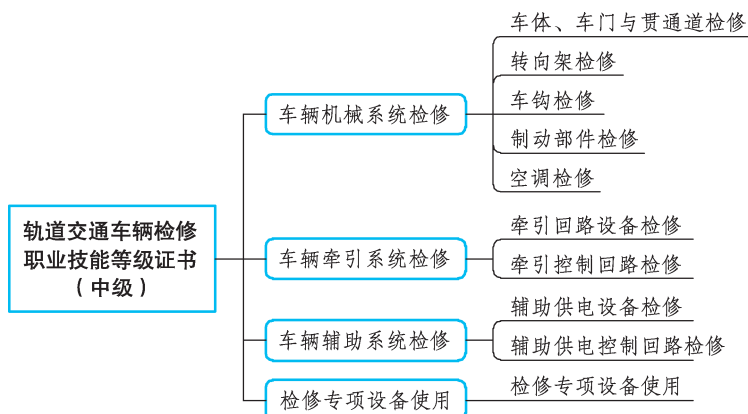 轨道交通车辆检修
职业技能等级证书
（中级）
车辆机械系统检修
车体、车门与贯通道检修
转向架检修
车钩检修
制动部件检修
空调检修
车辆牵引系统检修
牵引回路设备检修
牵引控制回路检修
车辆辅助系统检修
辅助供电设备检修
辅助供电控制回路检修
检修专项设备使用
检修专项设备使用